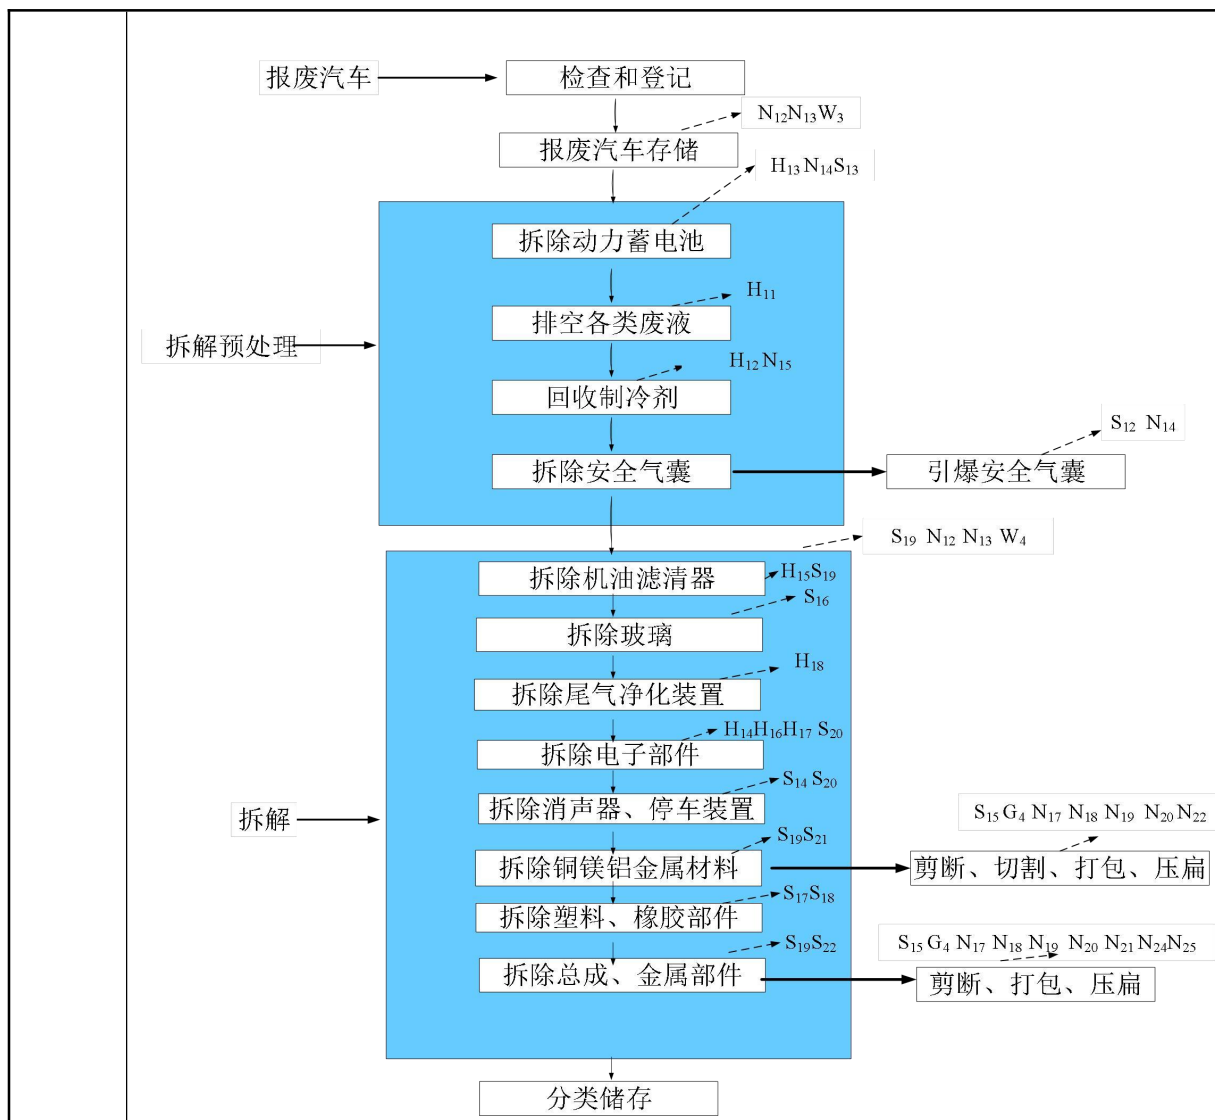 报废汽车
检查和登记
N₁₂N₁₃W₃
报废汽车存储
H₁₃ N₁₄S₁₃
拆除动力蓄电池
H₁₁
排空各类废液
拆解预处理
H₁₂ N₁₅
回收制冷剂
S₁₂ N₁₄
拆除安全气囊
引爆安全气囊
S₁₉ N₁₂ N₁₃ W₄
拆除机油滤清器
H₁₅S₁₉
S₁₆
拆除玻璃
H₁₈
拆除尾气净化装置
H₁₄H₁₆H₁₇ S₂₀
拆除电子部件
S₁₄ S₂₀
拆除消声器、停车装置
拆解
S₁₅ G₄ N₁₇ N₁₈ N₁₉ N₂₀ N₂₂
S₁₉S₂₁
拆除铜镁铝金属材料
剪断、切割、打包、压扁
S₁₇S₁₈
拆除塑料、橡胶部件
S₁₉S₂₂
S₁₅ G₄ N₁₇ N₁₈ N₁₉ N₂₀ N₂₁ N₂₄N₂₅
拆除总成、金属部件
剪断、打包、压扁
分类储存